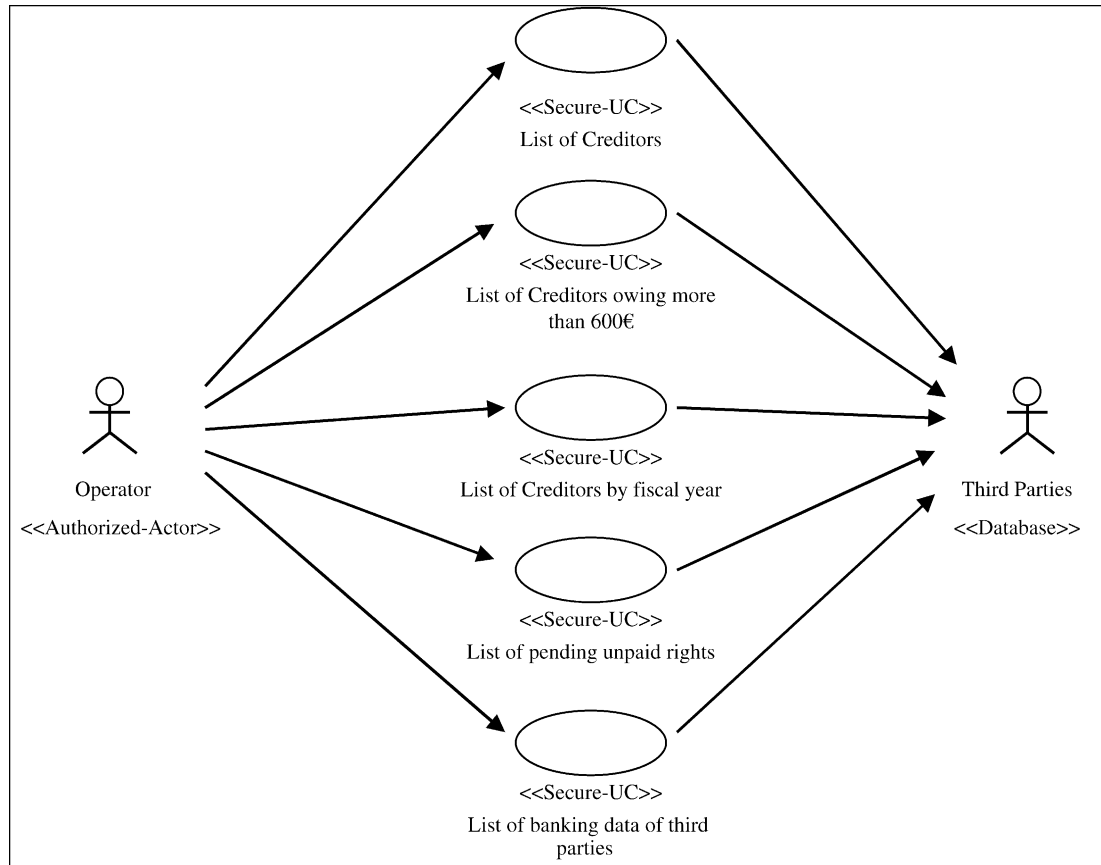 <<Secure-UC>>
List of Creditors
<<Secure-UC>>
List of Creditors owing more
than 600€
<<Secure-UC>>
List of Creditors by fiscal year
Operator
<<Authorized-Actor>>
Third Parties
<<Database>>
<<Secure-UC>>
List of pending unpaid rights
<<Secure-UC>>
List of banking data of third
parties